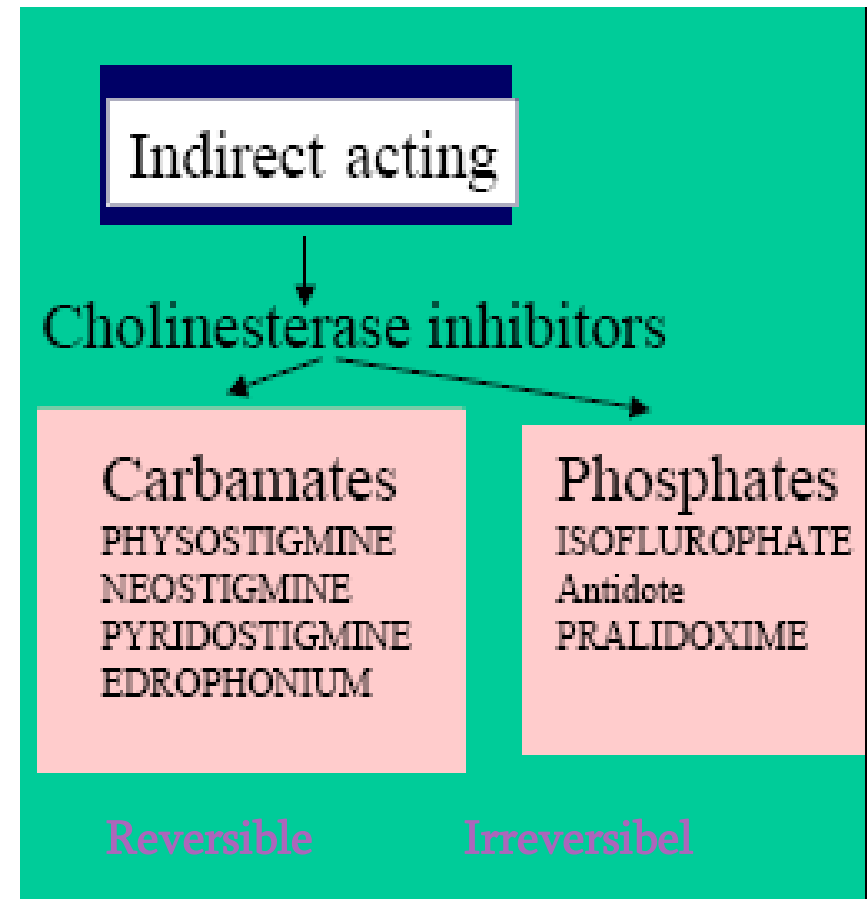 Indirect acting
Cholinesterase inhibitors
Carbamates
PHYSOSTIGMINE
NEOSTIGMINE
PYRIDOSTIGMINE
EDROPHONIUM
Phosphates
ISOFLUROPHATE
Antidote
PRALIDOXIME
Reversible
Irreversibel